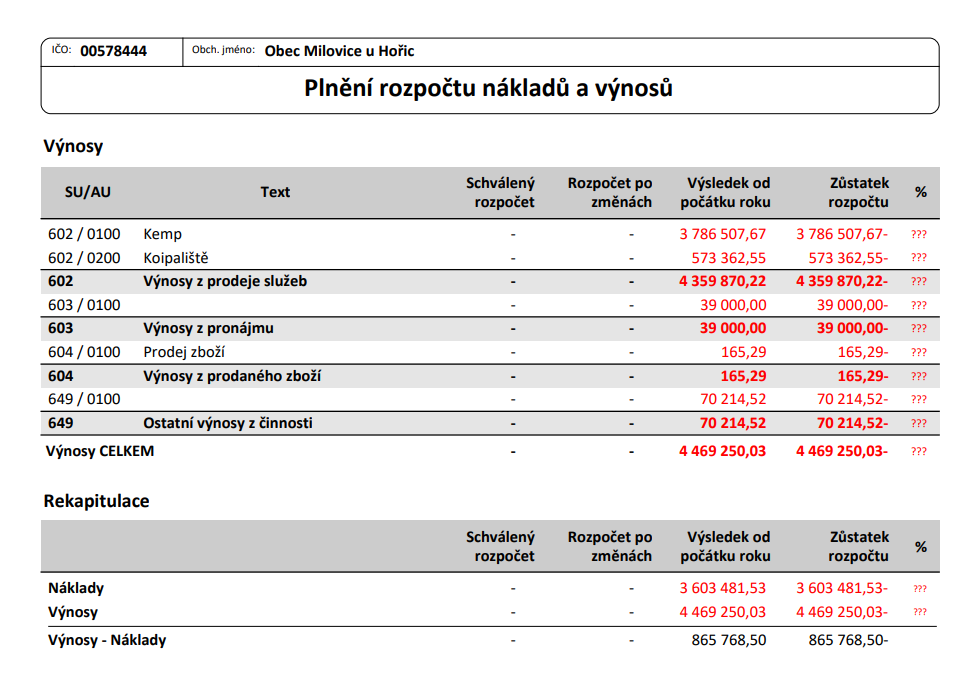 IČO: 00578444 Obch. jméno: Obec Milovice u Hořic
Plnění rozpočtu nákladů a výnosů
Výnosy
SU/AU Text Schválený rozpočet Rozpočet po změnách Výsledek od počátku roku Zůstatek rozpočtu %
602 / 0100 Kemp - - 3 786 507,67 3 786 507,67- ???
602 / 0200 Koipaliště - - 573 362,55 573 362,55- ???
602 Výnosy z prodeje služeb - - 4 359 870,22 4 359 870,22- ???
603 / 0100 - - 39 000,00 39 000,00- ???
603 Výnosy z pronájmu - - 39 000,00 39 000,00- ???
604 / 0100 Prodej zboží - - 165,29 165,29- ???
604 Výnosy z prodaného zboží - - 165,29 165,29- ???
649 / 0100 - - 70 214,52 70 214,52- ???
649 Ostatní výnosy z činnosti - - 70 214,52 70 214,52- ???
Výnosy CELKEM - - 4 469 250,03 4 469 250,03- ???
Rekapitulace
Schválený rozpočet Rozpočet po změnách Výsledek od počátku roku Zůstatek rozpočtu %
Náklady - - 3 603 481,53 3 603 481,53- ???
Výnosy - - 4 469 250,03 4 469 250,03- ???
Výnosy - Náklady - - 865 768,50 865 768,50-